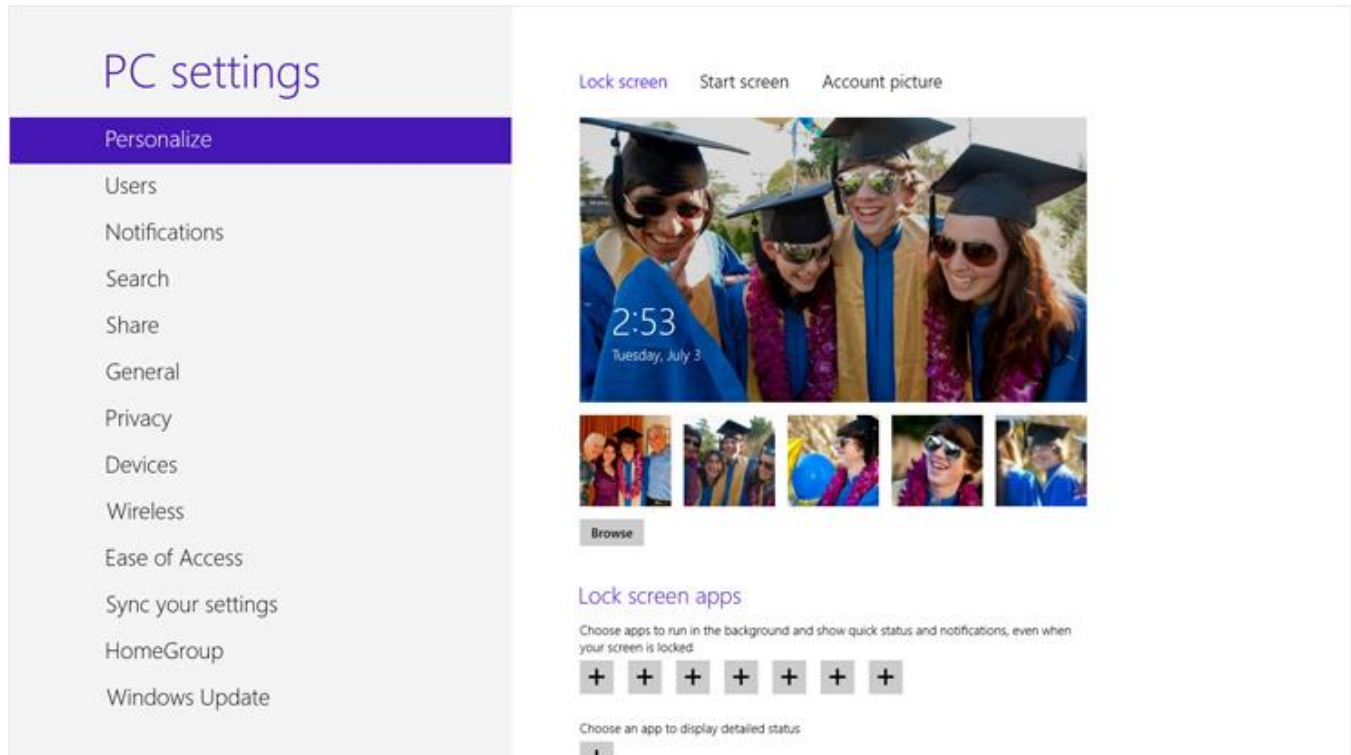 PC settings
Personalize
Users
Notifications
Search
Share
General
Privacy
Devices
Wireless
Ease of Access
Sync your settings
HomeGroup
Windows Update
Lock screen Start screen Account picture
2:53
Tuesday, July 3
Browse
Lock screen apps
Choose apps to run in the background and show quick status and notifications, even when
your screen is locked
+ + + + + + +
Choose an app to display detailed status
+